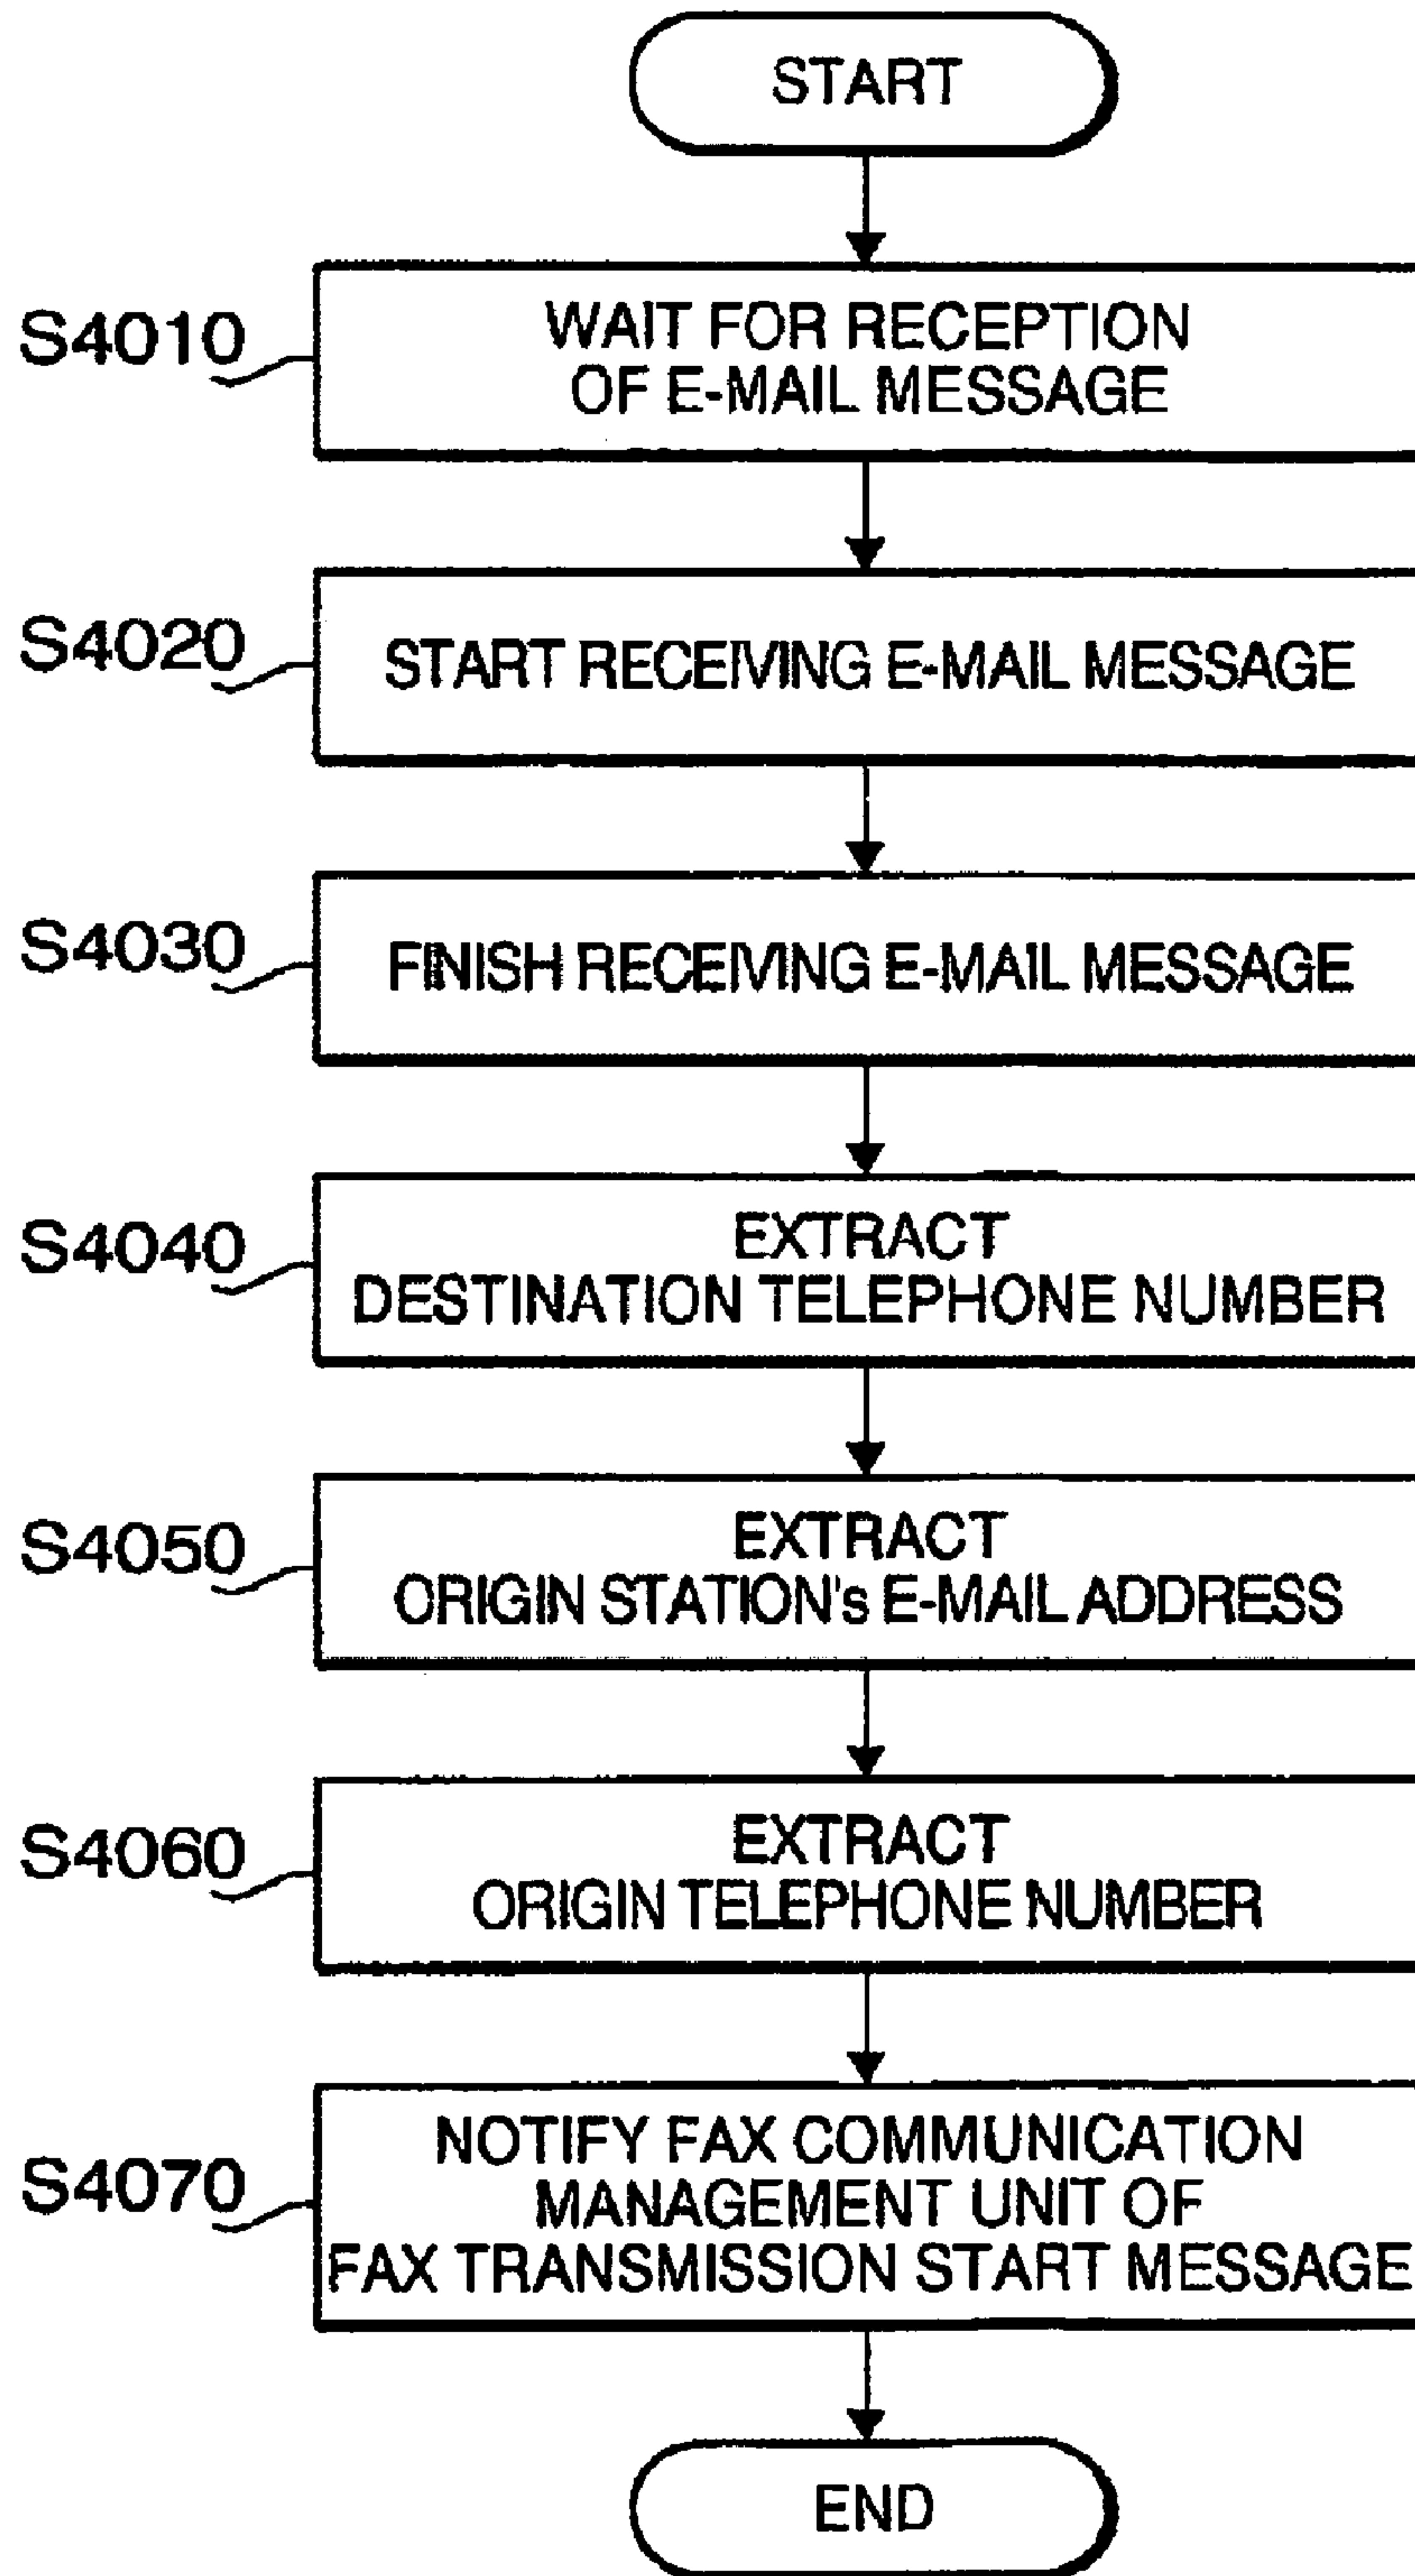 START
S4010
WAIT FOR RECEPTION
OF E-MAIL MESSAGE
S4020
START RECEIVING E-MAIL MESSAGE
S4030
FINISH RECEIVING E-MAIL MESSAGE
S4040
EXTRACT
DESTINATION TELEPHONE NUMBER
S4050
EXTRACT
ORIGIN STATION's E-MAIL ADDRESS
S4060
EXTRACT
ORIGIN TELEPHONE NUMBER
S4070
NOTIFY FAX COMMUNICATION
MANAGEMENT UNIT OF
FAX TRANSMISSION START MESSAGE
END